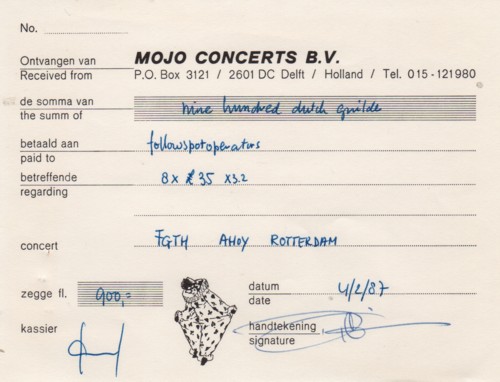 No.
Ontvangen van MOJO CONCERTS B.V.
Received from P.O. Box 3121 / 2601 DC Delft / Holland / Tel. 015-121980
de somma van
the summ of nine hundred dutch guilde
betaald aan followspotoperators
paid to
betreffende 8x £35 x3.2
regarding
concert FGTH AHOY ROTTERDAM
zegge fl. 900,=
datum 4/2/87
date
kassier
handtekening
signature